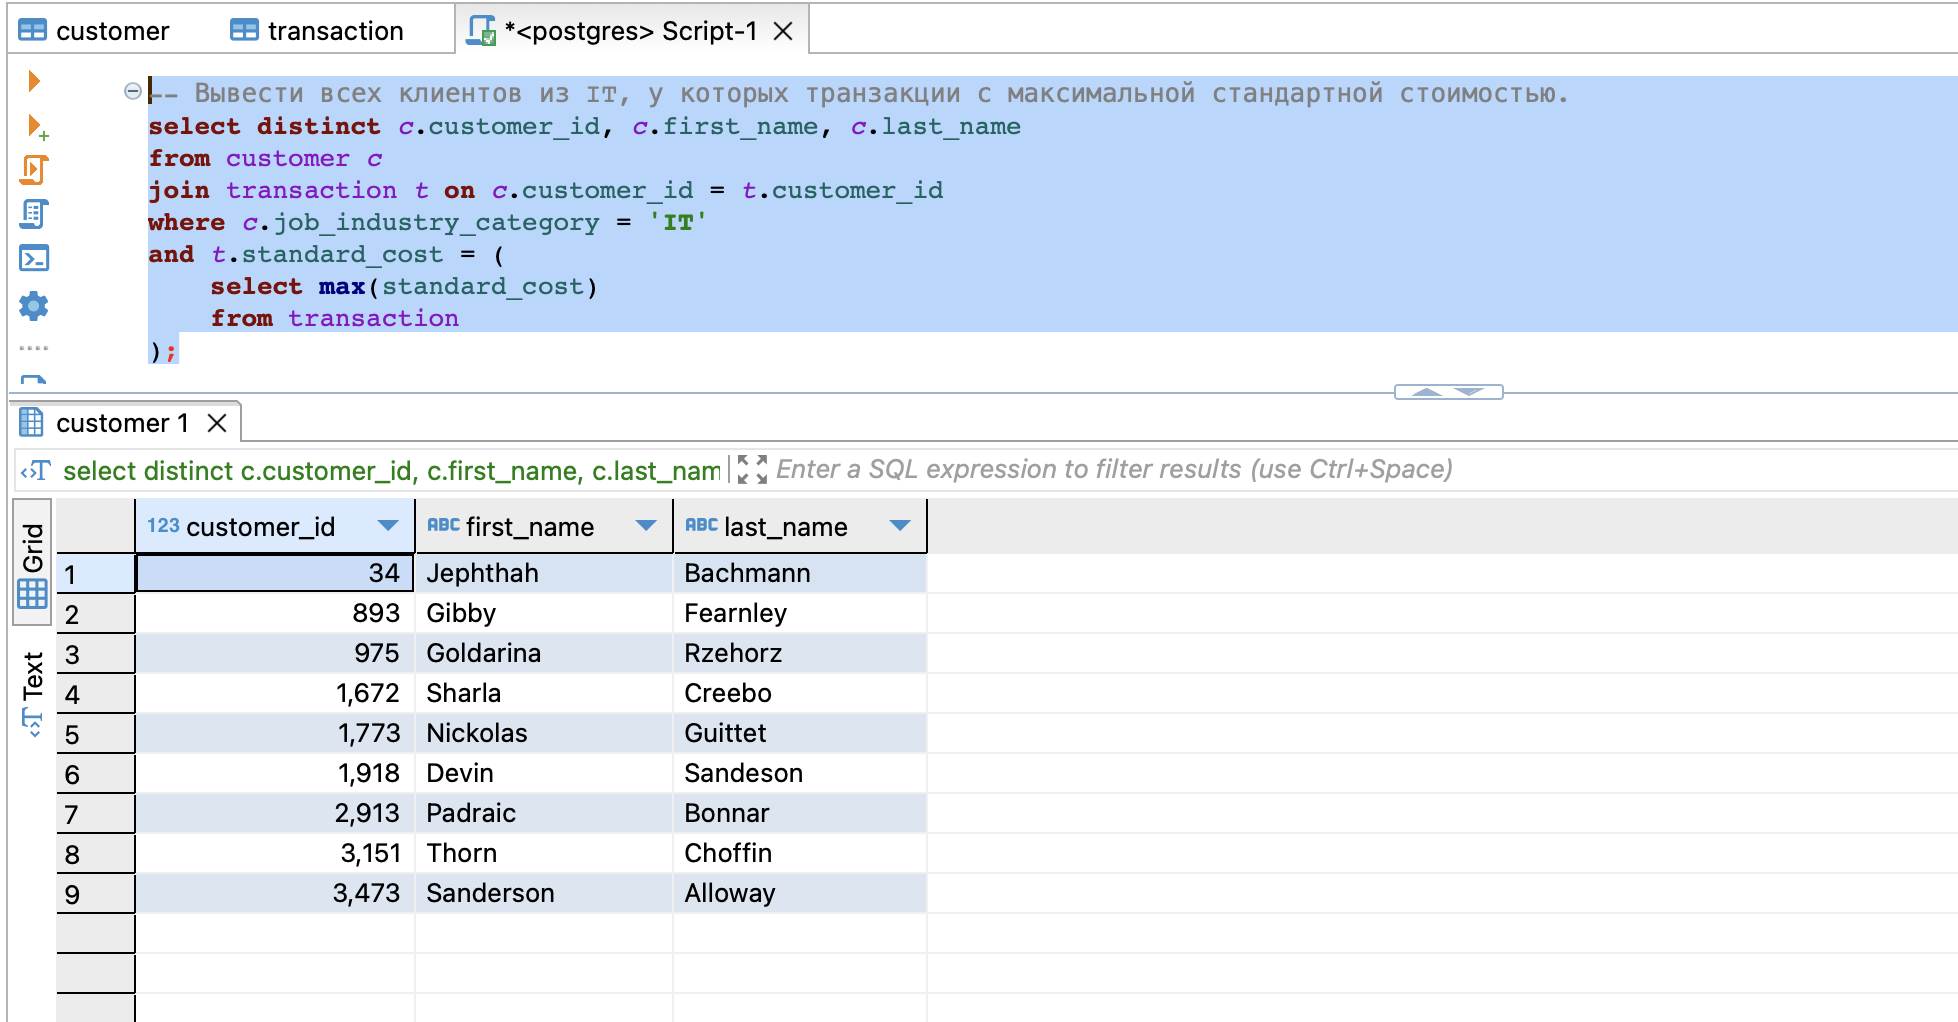 customer transaction *<postgres> Script-1
-- Вывести всех клиентов из IT, у которых транзакции с максимальной стандартной стоимостью.
select distinct c.customer_id, c.first_name, c.last_name
from customer c
join transaction t on c.customer_id = t.customer_id
where c.job_industry_category = 'IT'
and t.standard_cost = (
select max(standard_cost)
from transaction
);
customer 1
select distinct c.customer_id, c.first_name, c.last_nam Enter a SQL expression to filter results (use Ctrl+Space)
Grid
Text
123 customer_id ABC first_name ABC last_name
1 34 Jephthah Bachmann
2 893 Gibby Fearnley
3 975 Goldarina Rzehorz
4 1,672 Sharla Creebo
5 1,773 Nickolas Guittet
6 1,918 Devin Sandeson
7 2,913 Padraic Bonnar
8 3,151 Thorn Choffin
9 3,473 Sanderson Alloway